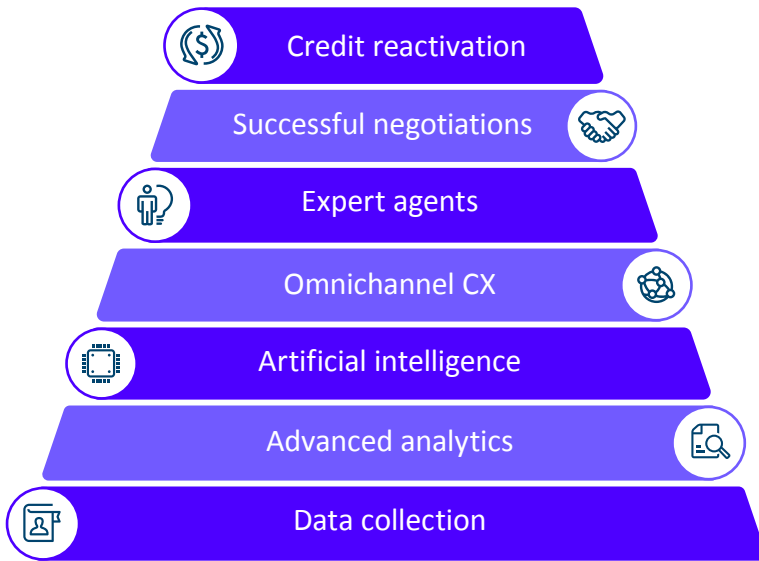 Credit reactivation
Successful negotiations
Expert agents
Omnichannel CX
Artificial intelligence
Advanced analytics
Data collection